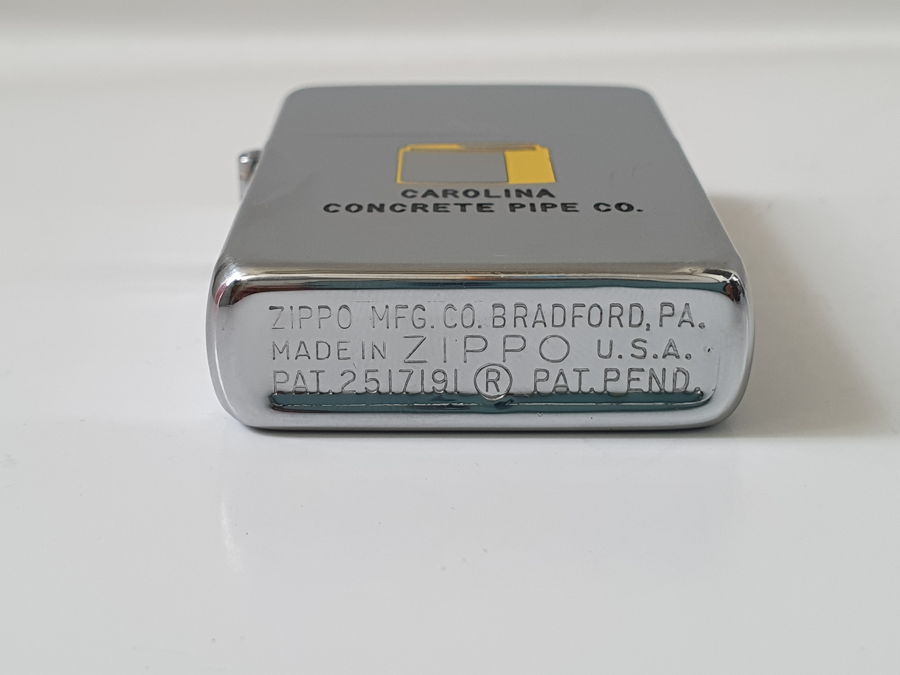 CAROLINA
CONCRETE PIPE CO.
ZIPPO MFG. CO. BRADFORD, PA.
MADE IN ZIPPO U.S.A.
PAT. 2517191 ® PAT. PEND.